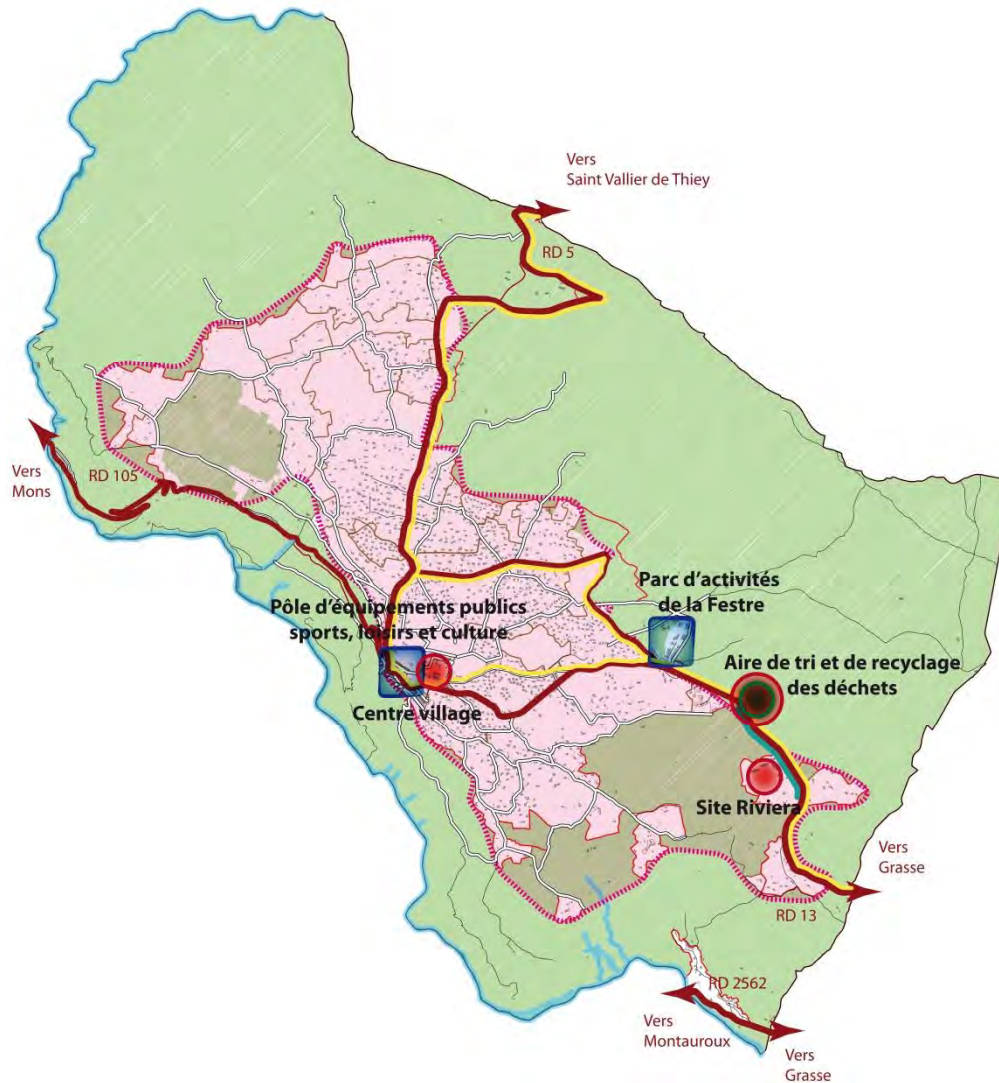 Vers
Saint Vallier de Thiey
RD 5
Vers
Mons
RD 105
Pôle d'équipements publics
sports, loisirs et culture
Parc d'activités
de la Festre
Aire de tri et de recyclage
des déchets
Centre village
Site Riviera
Vers
Grasse
RD 13
RD 2562
Vers
Montauroux
Vers
Grasse